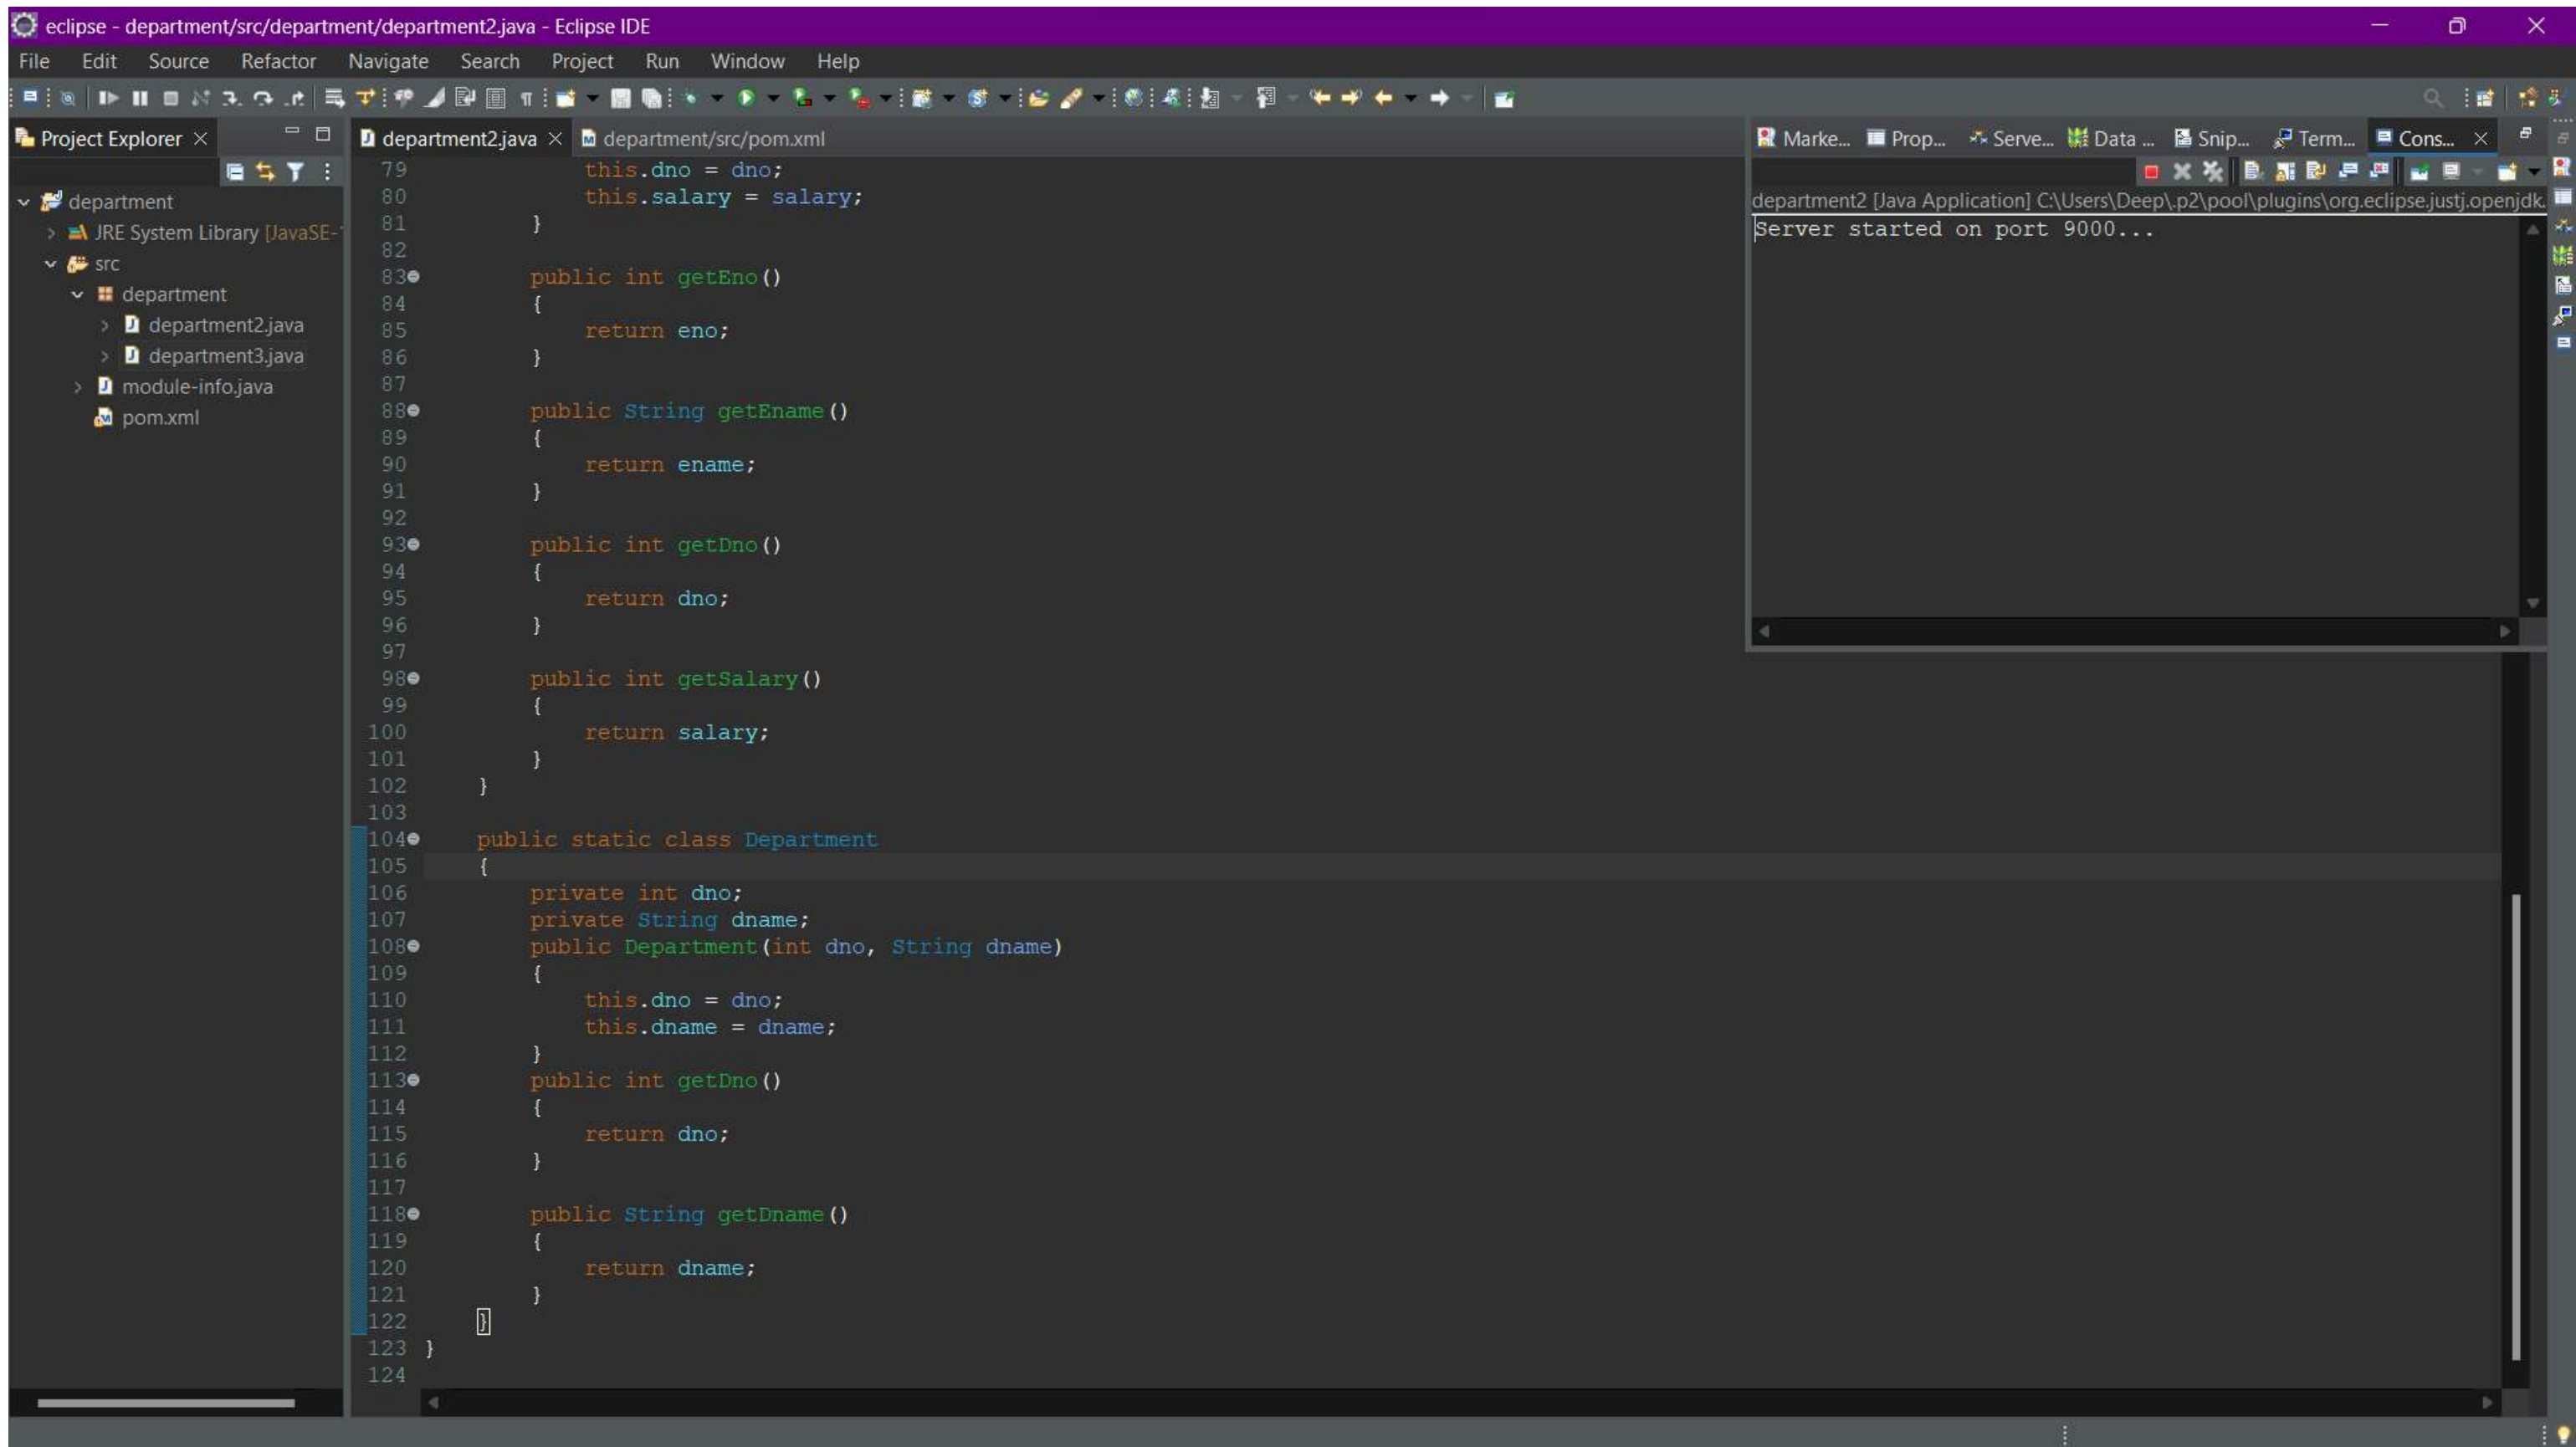 eclipse - department/src/department/department2.java - Eclipse IDE
File Edit Source Refactor Navigate Search Project Run Window Help
Project Explorer
department
JRE System Library [JavaSE-
src
department
department2.java
department3.java
module-info.java
pom.xml
department2.java
department/src/pom.xml
79 this.dno = dno;
80 this.salary = salary;
81 }
82
83 public int getEno()
84 {
85 return eno;
86 }
87
88 public String getEname()
89 {
90 return ename;
91 }
92
93 public int getDno()
94 {
95 return dno;
96 }
97
98 public int getSalary()
99 {
100 return salary;
101 }
102 }
103
104 public static class Department
105 {
106 private int dno;
107 private String dname;
108 public Department(int dno, String dname)
109 {
110 this.dno = dno;
111 this.dname = dname;
112 }
113 public int getDno()
114 {
115 return dno;
116 }
117
118 public String getDname()
119 {
120 return dname;
121 }
122 }
123 }
124
Marke... Prop... Serve... Data ... Snip... Term... Cons...
department2 [Java Application] C:\Users\Deep\.p2\pool\plugins\org.eclipse.justj.openjdk.
Server started on port 9000...